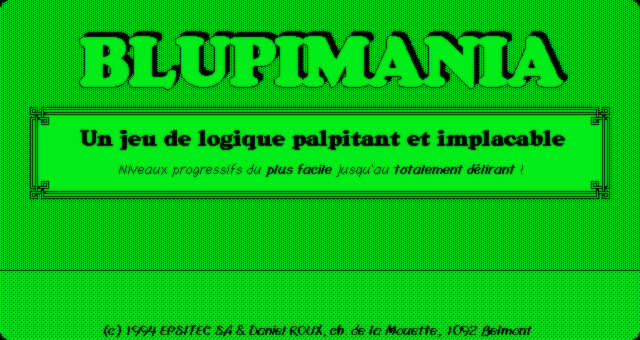 BLUPIMANIA
Un jeu de logique palpitant et implacable
Niveaux progressifs du plus facile jusqu'au totalement délirant !
(c) 1994 EPSITEC SA & Daniel ROUX, ch. de la Mouette, 1092 Belmont